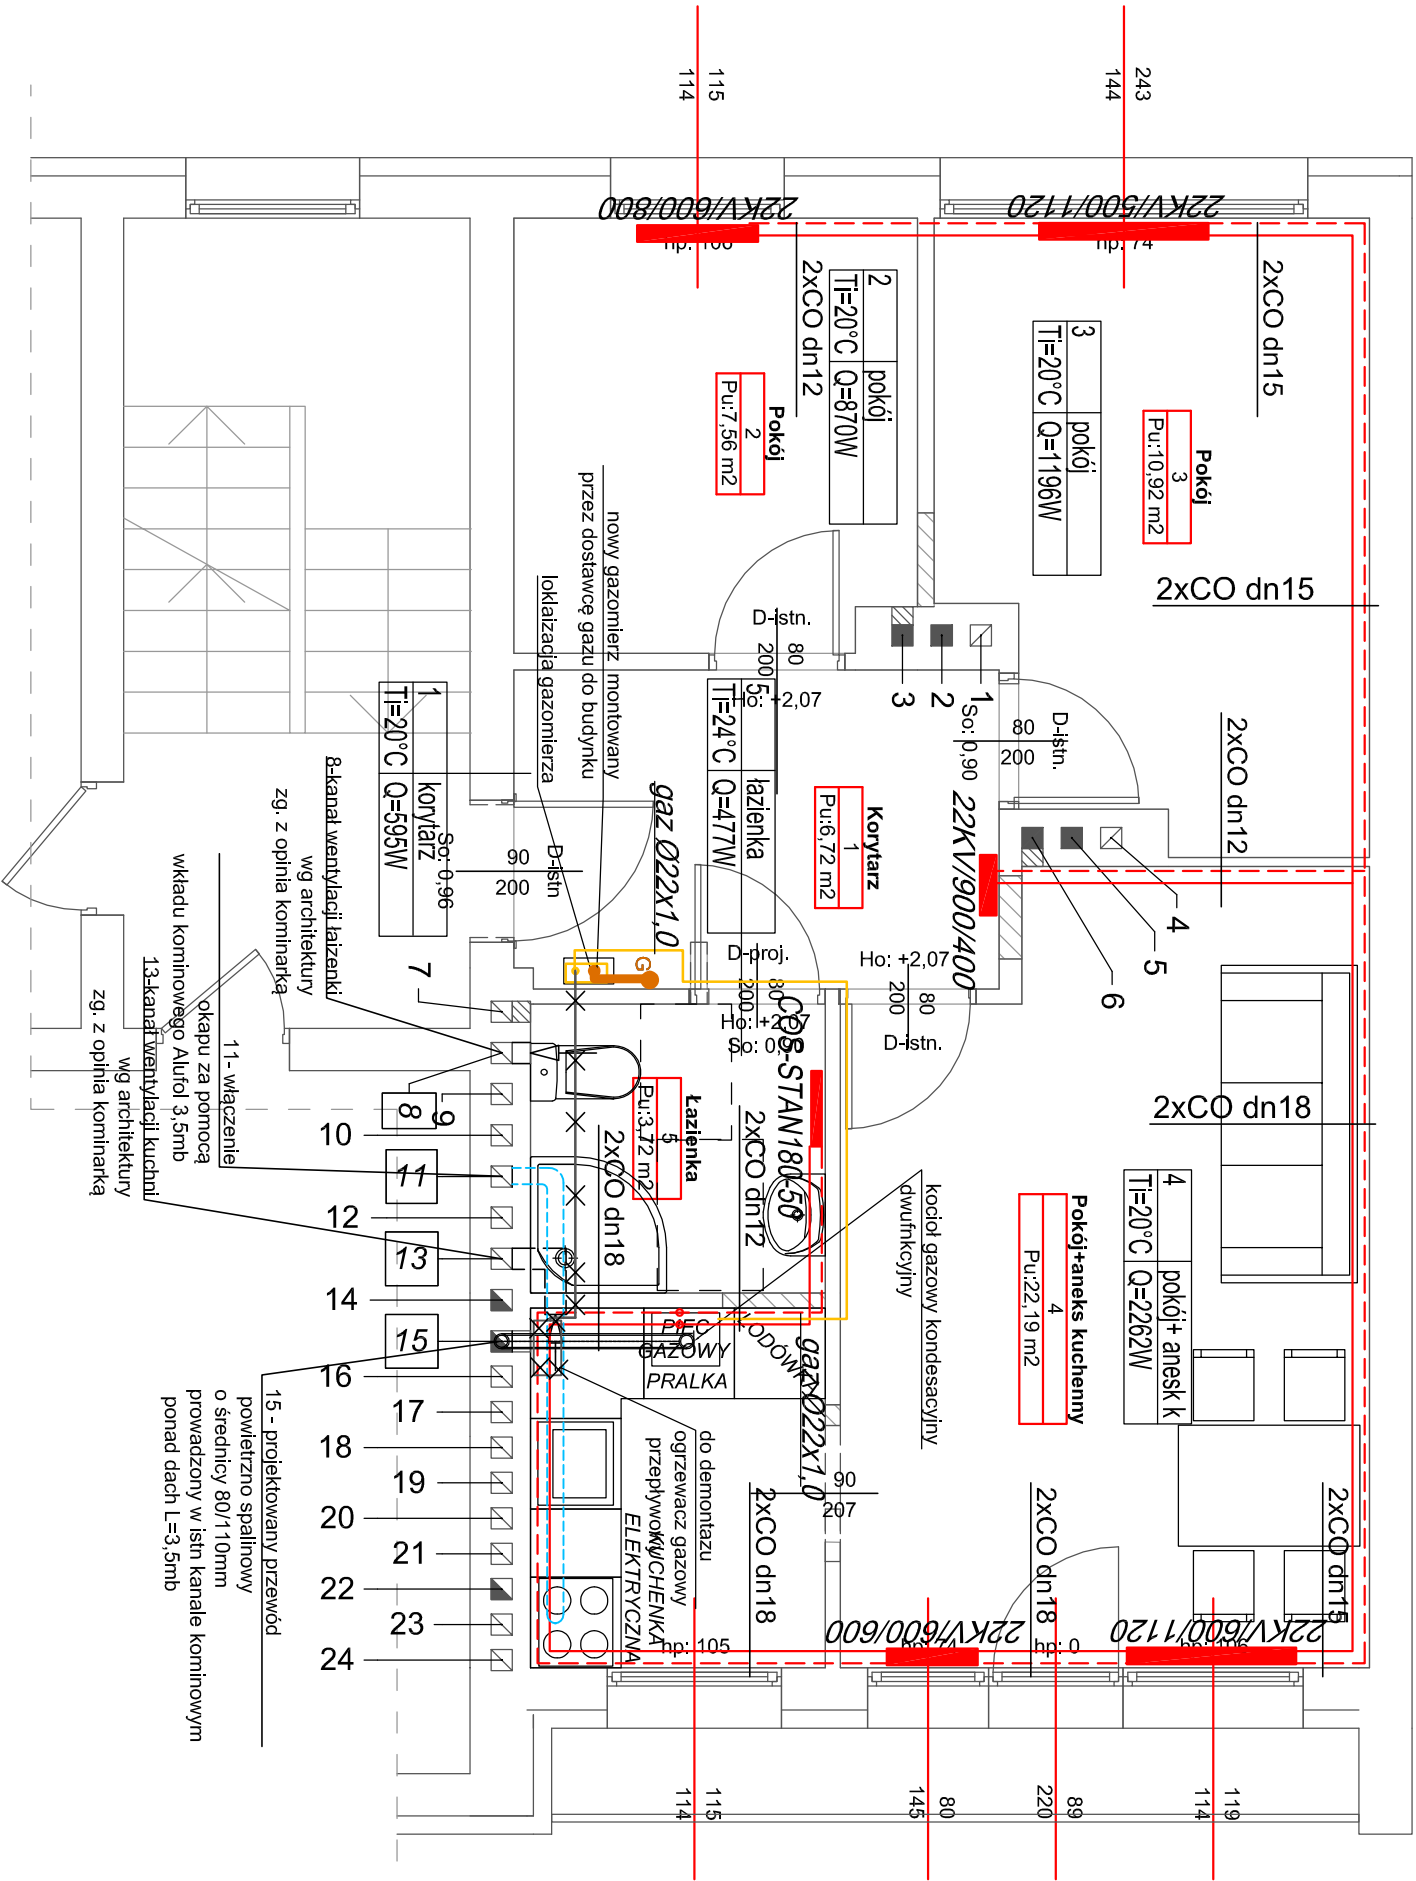 115
114
243
144
22KV/600/800
hp: 106
22KV/500/1120
hp: 74
2xCO dn12
2xCO dn15
2
pokój
Ti=20°C
Q=870W
3
pokój
Ti=20°C
Q=1196W
Pokój
2
Pu:7,56 m2
Pokój
3
Pu:10,92 m2
2xCO dn15
nowy gazomierz montowany
przez dostawcę gazu do budynku
loklaizacja gazomierza
D-istn.
80
200
Ho: +2,07
1
2
3
So: 0,90
D-istn.
80
200
2xCO dn12
1
korytarz
Ti=20°C
Q=595W
So: 0,96
D-istn
90
200
gaz Ø22x1,0
5
łazienka
Ti=24°C
Q=477W
Korytarz
1
Pu:6,72 m2
22KV/900/400
4
5
6
8-kanał wentylacji łaizenki
wg architektury
zg. z opinia kominarką
11- włączenie
okapu za pomocą
wkładu kominowego Alufol 3,5mb
13-kanał wentylacji kuchni
wg architektury
zg. z opinia kominarką
G
D-proj.
80
200
Ho: +2,07
So: 0,90
COS-STAN180-50
Ho: +2,07
80
200
D-istn.
7
8
9
10
11
12
13
14
15
16
17
18
19
20
21
22
23
24
Łazienka
5
Pu:3,72 m2
2xCO dn18
2xCO dn12
2xCO dn18
kocioł gazowy kondesacyjny
dwufnkcyjny
Pokój+aneks kuchenny
4
Pu:22,19 m2
4
pokój+ anesk k
Ti=20°C
Q=2262W
PIEC
GAZOWY
PRALKA
LODÓWKA
gaz Ø22x1,0
90
207
do demontazu
ogrzewacz gazowy
przepływowy
KUCHENKA
ELEKTRYCZNA
15 - projektowany przewód
powietrzno spalinowy
o średnicy 80/110mm
prowadzony w istn kanale kominowym
ponad dach L=3,5mb
2xCO dn18
2xCO dn18
2xCO dn15
hp: 105
22KV/600/600
hp: 0
22KV/600/1120
hp: 106
115
114
80
145
89
220
119
114